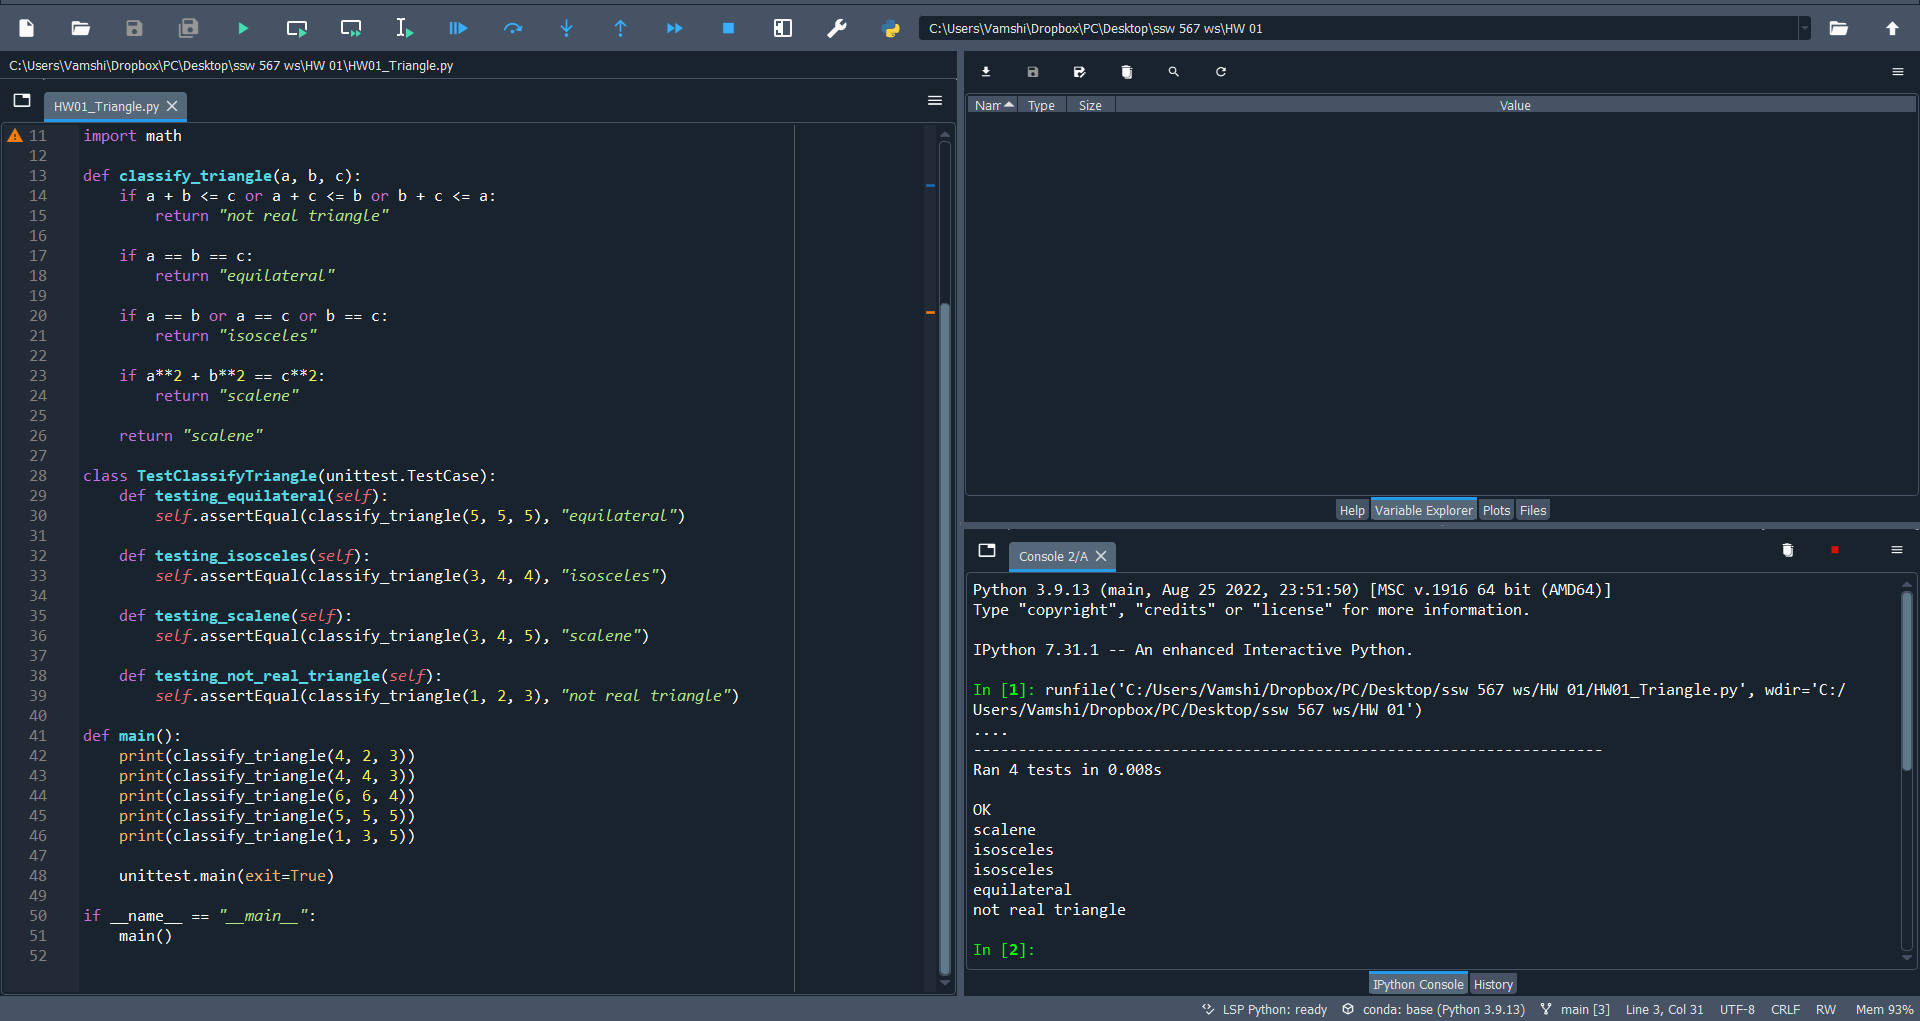 C:\Users\Vamshi\Dropbox\PC\Desktop\ssw 567 ws\HW 01
C:\Users\Vamshi\Dropbox\PC\Desktop\ssw 567 ws\HW 01\HW01_Triangle.py
HW01_Triangle.py
11 import math
12
13 def classify_triangle(a, b, c):
14 if a + b <= c or a + c <= b or b + c <= a:
15 return "not real triangle"
16
17 if a == b == c:
18 return "equilateral"
19
20 if a == b or a == c or b == c:
21 return "isosceles"
22
23 if a**2 + b**2 == c**2:
24 return "scalene"
25
26 return "scalene"
27
28 class TestClassifyTriangle(unittest.TestCase):
29 def testing_equilateral(self):
30 self.assertEqual(classify_triangle(5, 5, 5), "equilateral")
31
32 def testing_isosceles(self):
33 self.assertEqual(classify_triangle(3, 4, 4), "isosceles")
34
35 def testing_scalene(self):
36 self.assertEqual(classify_triangle(3, 4, 5), "scalene")
37
38 def testing_not_real_triangle(self):
39 self.assertEqual(classify_triangle(1, 2, 3), "not real triangle")
40
41 def main():
42 print(classify_triangle(4, 2, 3))
43 print(classify_triangle(4, 4, 3))
44 print(classify_triangle(6, 6, 4))
45 print(classify_triangle(5, 5, 5))
46 print(classify_triangle(1, 3, 5))
47
48 unittest.main(exit=True)
49
50 if __name__ == "__main__":
51 main()
52
Nam Type Size Value
Help Variable Explorer Plots Files
Console 2/A
Python 3.9.13 (main, Aug 25 2022, 23:51:50) [MSC v.1916 64 bit (AMD64)]
Type "copyright", "credits" or "license" for more information.
IPython 7.31.1 -- An enhanced Interactive Python.
In [1]: runfile('C:/Users/Vamshi/Dropbox/PC/Desktop/ssw 567 ws/HW 01/HW01_Triangle.py', wdir='C:/
Users/Vamshi/Dropbox/PC/Desktop/ssw 567 ws/HW 01')
....
----------------------------------------------------------------------
Ran 4 tests in 0.008s
OK
scalene
isosceles
isosceles
equilateral
not real triangle
In [2]:
IPython Console History
LSP Python: ready conda: base (Python 3.9.13) main [3] Line 3, Col 31 UTF-8 CRLF RW Mem 93%